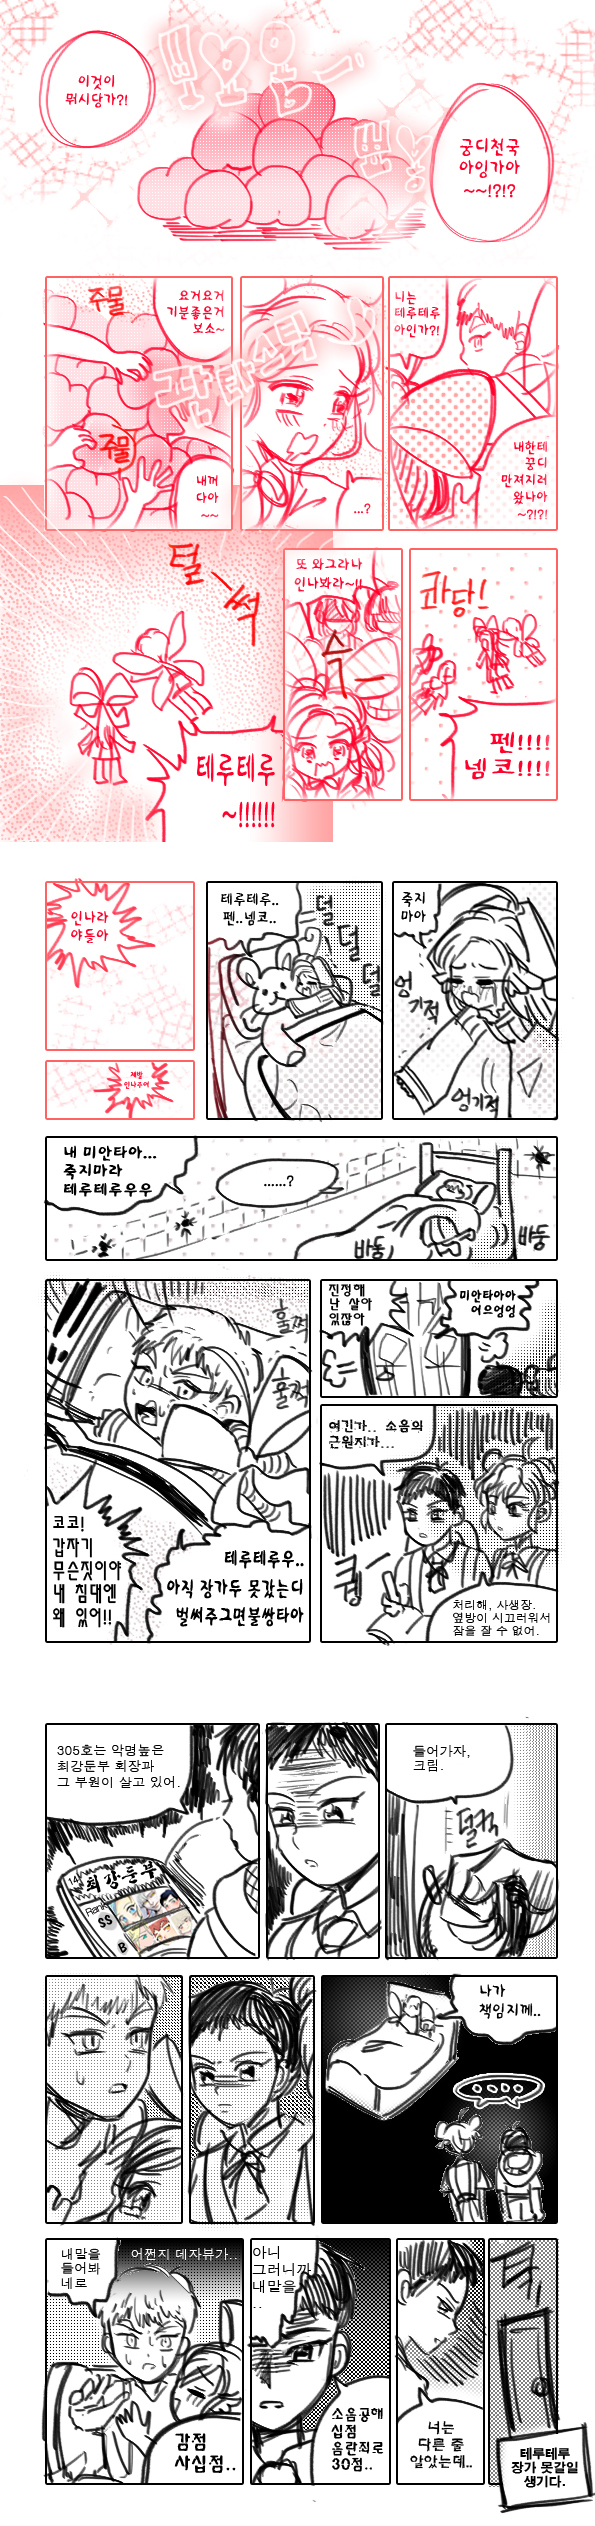 이것이
뭐시당가?!
뾰요옹~
뾰용
궁디천국
아잉가아
~~!?!?
주물
요거요거
기분좋은거
보소~
주물
내꺼
다아
~~
판타스틱
...?
니는
테루테루
아인가?!
내한테
꿍디
만져지러
왔나아
~?!?!
털썩
테루테루
~!!!!!!
또 와그라나
인나봐라~!!
쑥
콰당!
펜!!!!
넴코!!!!
인나라
야들아
제발
인나주어
테루테루..
펜..넴코..
덜
덜
덜
죽지
마아
엉기적
엉기적
내 미안타아...
죽지마라
테루테루우우
......?
바둥
바둥
훌쩍
훌쩍
코코!
갑자기
무슨짓이야
내 침대엔
왜 있어!!
테루테루우..
아직 장가두 못갔는디
벌써주그면불쌍타아
진정해
난 살아
있잖아
미안타아아
어으엉엉
여긴가.. 소음의
근원지가...
쿵
처리해, 사생장.
옆방이 시끄러워서
잠을 잘 수 없어.
305호는 악명높은
최강둔부 회장과
그 부원이 살고 있어.
14
최강둔부
Rank
SS
B
들어가자,
크림.
덜컥
나가
책임지께..
내말을
들어봐
네로
어쩐지 데자뷰가..
감점
사십점..
아니
그러니까
내말을
..
소음공해
십점
음란죄로
30점..
너는
다른 줄
알았는데..
테루테루
장가 못갈일
생기다.